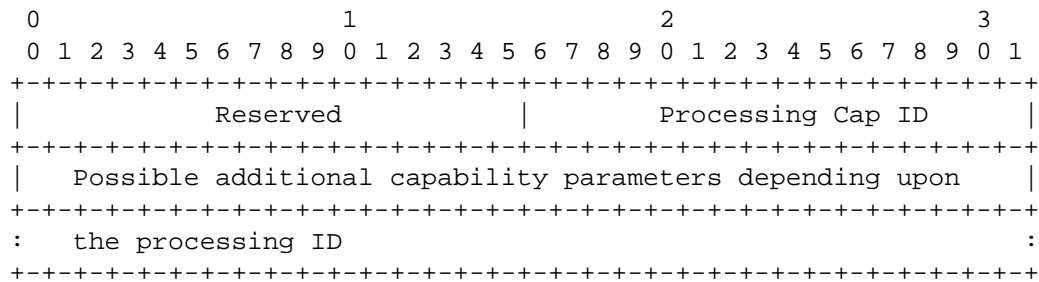 0                   1                   2                   3
 0 1 2 3 4 5 6 7 8 9 0 1 2 3 4 5 6 7 8 9 0 1 2 3 4 5 6 7 8 9 0 1
+-+-+-+-+-+-+-+-+-+-+-+-+-+-+-+-+-+-+-+-+-+-+-+-+-+-+-+-+-+-+-+-+
|            Reserved           |        Processing Cap ID      |
+-+-+-+-+-+-+-+-+-+-+-+-+-+-+-+-+-+-+-+-+-+-+-+-+-+-+-+-+-+-+-+-+
|   Possible additional capability parameters depending upon    |
+-+-+-+-+-+-+-+-+-+-+-+-+-+-+-+-+-+-+-+-+-+-+-+-+-+-+-+-+-+-+-+-+
:   the processing ID                                           :
+-+-+-+-+-+-+-+-+-+-+-+-+-+-+-+-+-+-+-+-+-+-+-+-+-+-+-+-+-+-+-+-+